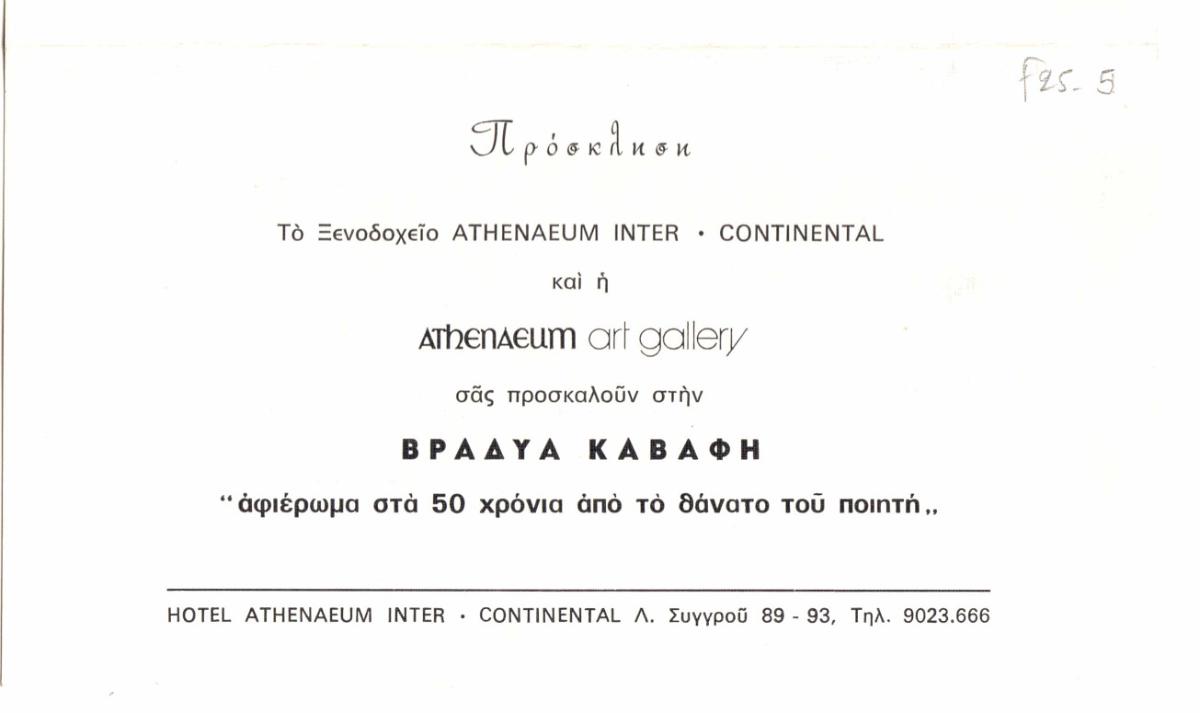 F25-5
Πρόσκληση
Τὸ Ξενοδοχεῖο ATHENAEUM INTER · CONTINENTAL
καὶ ἡ
ATHENAEUM art gallery
σᾶς προσκαλοῦν στὴν
ΒΡΑΔΥΑ ΚΑΒΑΦΗ
“ἀφιέρωμα στὰ 50 χρόνια ἀπὸ τὸ θάνατο τοῦ ποιητή„
HOTEL ATHENAEUM INTER · CONTINENTAL Λ. Συγγροῦ 89 - 93, Τηλ. 9023.666